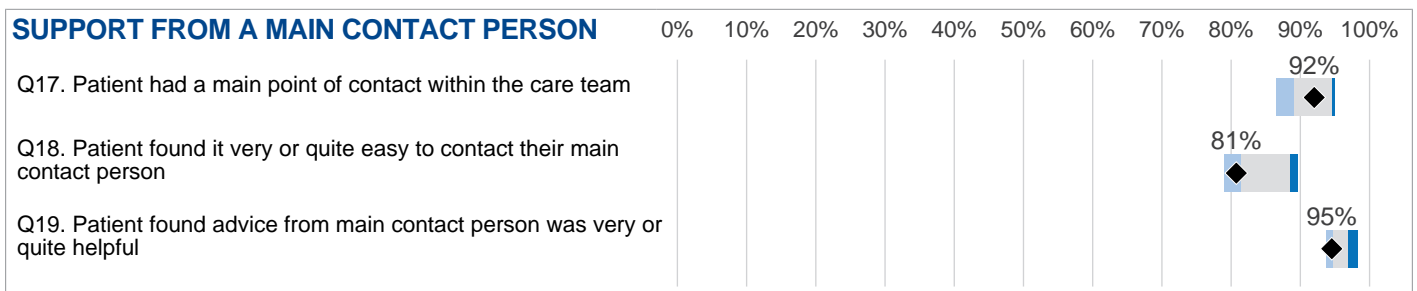 SUPPORT FROM A MAIN CONTACT PERSON 0% 10% 20% 30% 40% 50% 60% 70% 80% 90% 100%
Q17. Patient had a main point of contact within the care team 92%
Q18. Patient found it very or quite easy to contact their main
contact person
81%
Q19. Patient found advice from main contact person was very or
quite helpful
95%